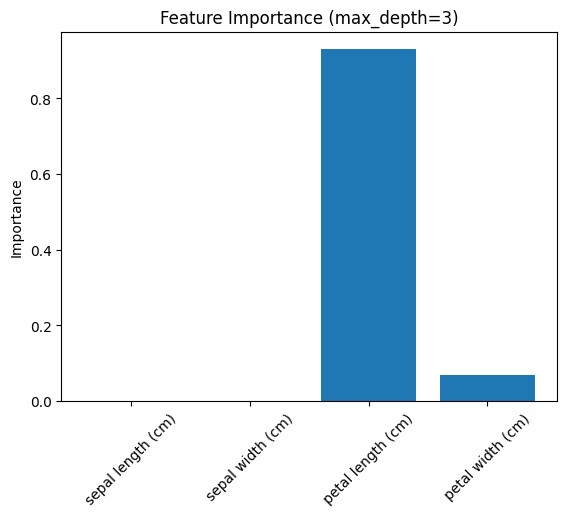 Feature Importance (max_depth=3)
Importance
0.8
0.6
0.4
0.2
0.0
sepal length (cm)
sepal width (cm)
petal length (cm)
petal width (cm)